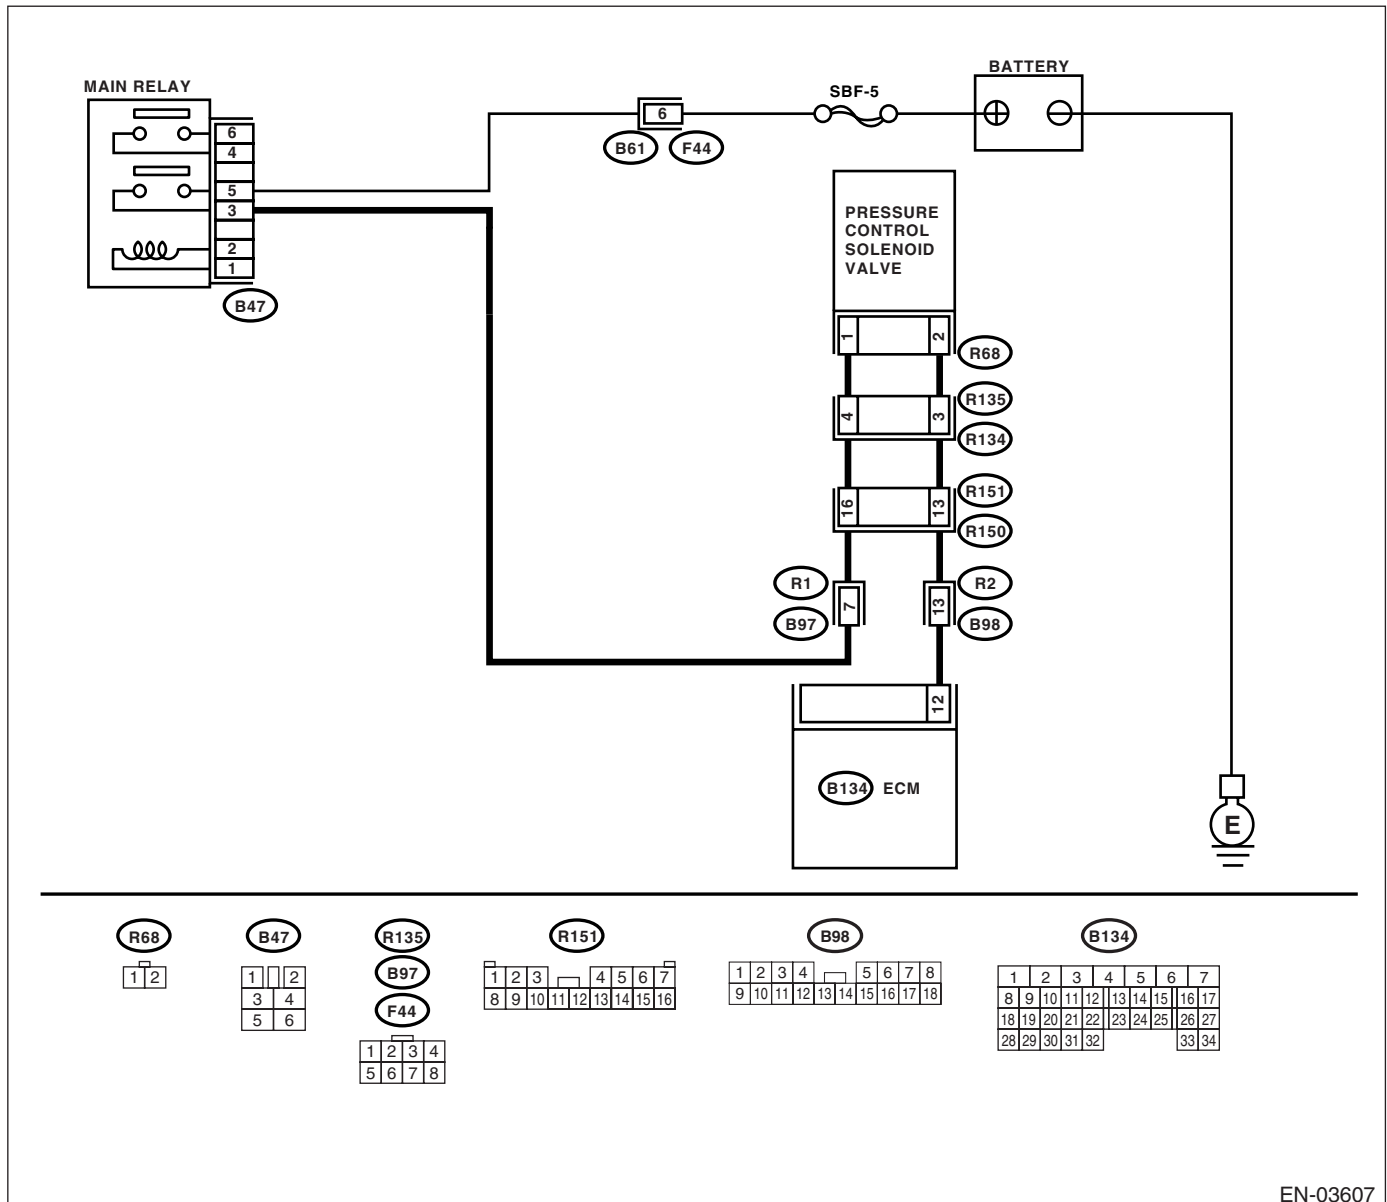 BATTERY
MAIN RELAY
SBF-5
6
B61 F44
6
4
5
3
2
1
B47
PRESSURE
CONTROL
SOLENOID
VALVE
1 2
R68
R135
4 3
R134
R151
16 13
R150
R1 R2
7 13
B97 B98
12
B134 ECM
E
R68
1 2
B47
1 2
3 4
5 6
R135
B97
F44
1 2 3 4
5 6 7 8
R151
1 2 3 4 5 6 7
8 9 10 11 12 13 14 15 16
B98
1 2 3 4 5 6 7 8
9 10 11 12 13 14 15 16 17 18
B134
1 2 3 4 5 6 7
8 9 10 11 12 13 14 15 16 17
18 19 20 21 22 23 24 25 26 27
28 29 30 31 32 33 34
EN-03607